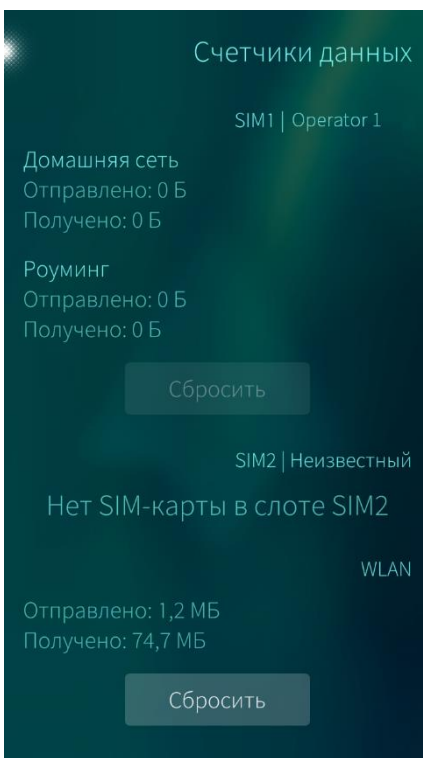 Счетчики данных
SIM1 | Operator 1
Домашняя сеть
Отправлено: 0 Б
Получено: 0 Б
Роуминг
Отправлено: 0 Б
Получено: 0 Б
Сбросить
SIM2 | Неизвестный
Нет SIM-карты в слоте SIM2
WLAN
Отправлено: 1,2 МБ
Получено: 74,7 МБ
Сбросить